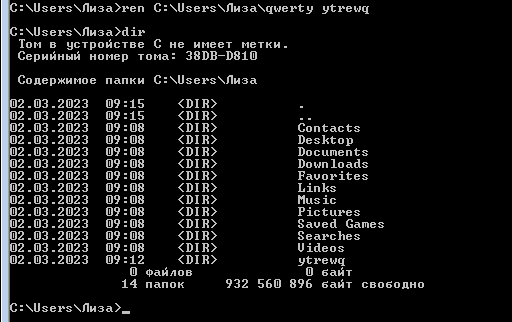 C:\Users\Лиза>ren C:\Users\Лиза\qwerty ytrewq
C:\Users\Лиза>dir
Том в устройстве C не имеет метки.
Серийный номер тома: 38DB-D810
Содержимое папки C:\Users\Лиза
02.03.2023 09:15 <DIR> .
02.03.2023 09:15 <DIR> ..
02.03.2023 09:08 <DIR> Contacts
02.03.2023 09:08 <DIR> Desktop
02.03.2023 09:08 <DIR> Documents
02.03.2023 09:08 <DIR> Downloads
02.03.2023 09:08 <DIR> Favorites
02.03.2023 09:08 <DIR> Links
02.03.2023 09:08 <DIR> Music
02.03.2023 09:08 <DIR> Pictures
02.03.2023 09:08 <DIR> Saved Games
02.03.2023 09:08 <DIR> Searches
02.03.2023 09:08 <DIR> Videos
02.03.2023 09:12 <DIR> ytrewq
0 файлов 0 байт
14 папок 932 560 896 байт свободно
C:\Users\Лиза>_